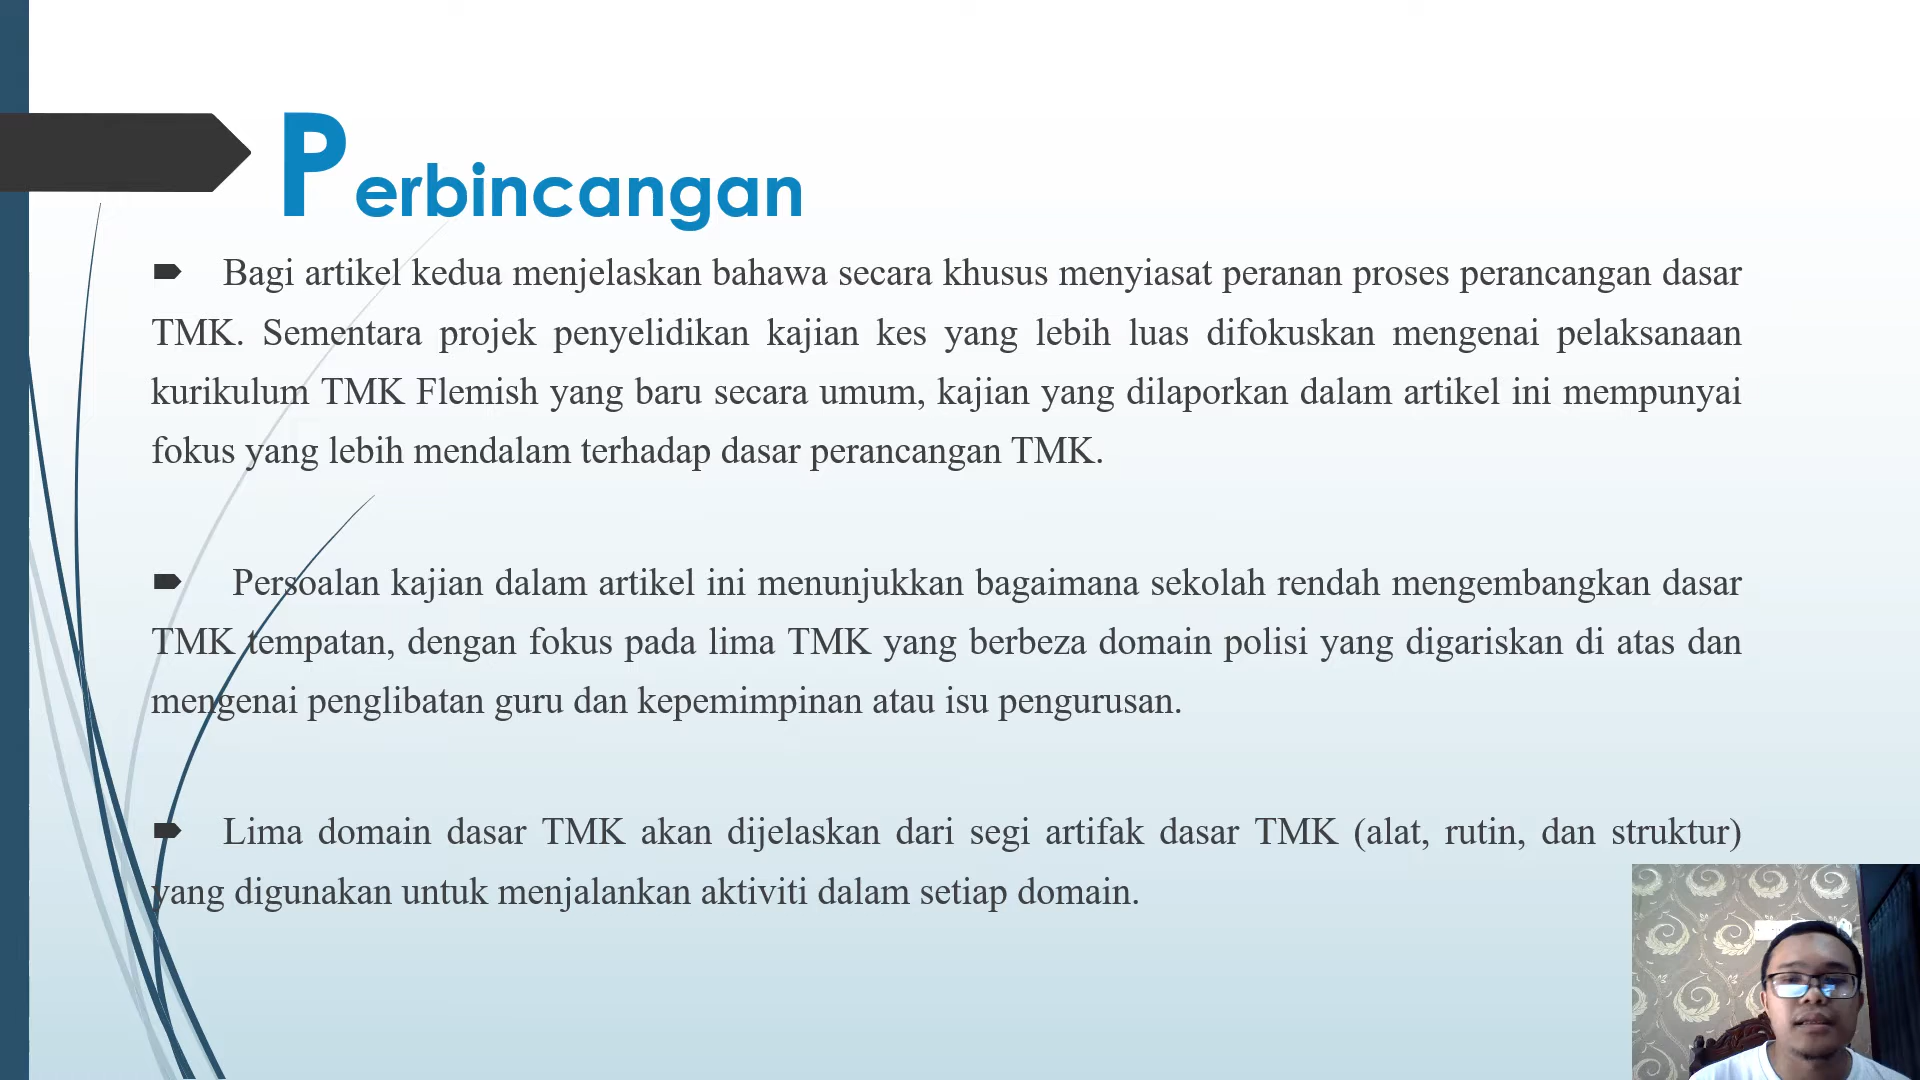 Perbincangan
Bagi artikel kedua menjelaskan bahawa secara khusus menyiasat peranan proses perancangan dasar
TMK. Sementara projek penyelidikan kajian kes yang lebih luas difokuskan mengenai pelaksanaan
kurikulum TMK Flemish yang baru secara umum, kajian yang dilaporkan dalam artikel ini mempunyai
fokus yang lebih mendalam terhadap dasar perancangan TMK.
Persoalan kajian dalam artikel ini menunjukkan bagaimana sekolah rendah mengembangkan dasar
TMK tempatan, dengan fokus pada lima TMK yang berbeza domain polisi yang digariskan di atas dan
mengenai penglibatan guru dan kepemimpinan atau isu pengurusan.
Lima domain dasar TMK akan dijelaskan dari segi artifak dasar TMK (alat, rutin, dan struktur)
yang digunakan untuk menjalankan aktiviti dalam setiap domain.